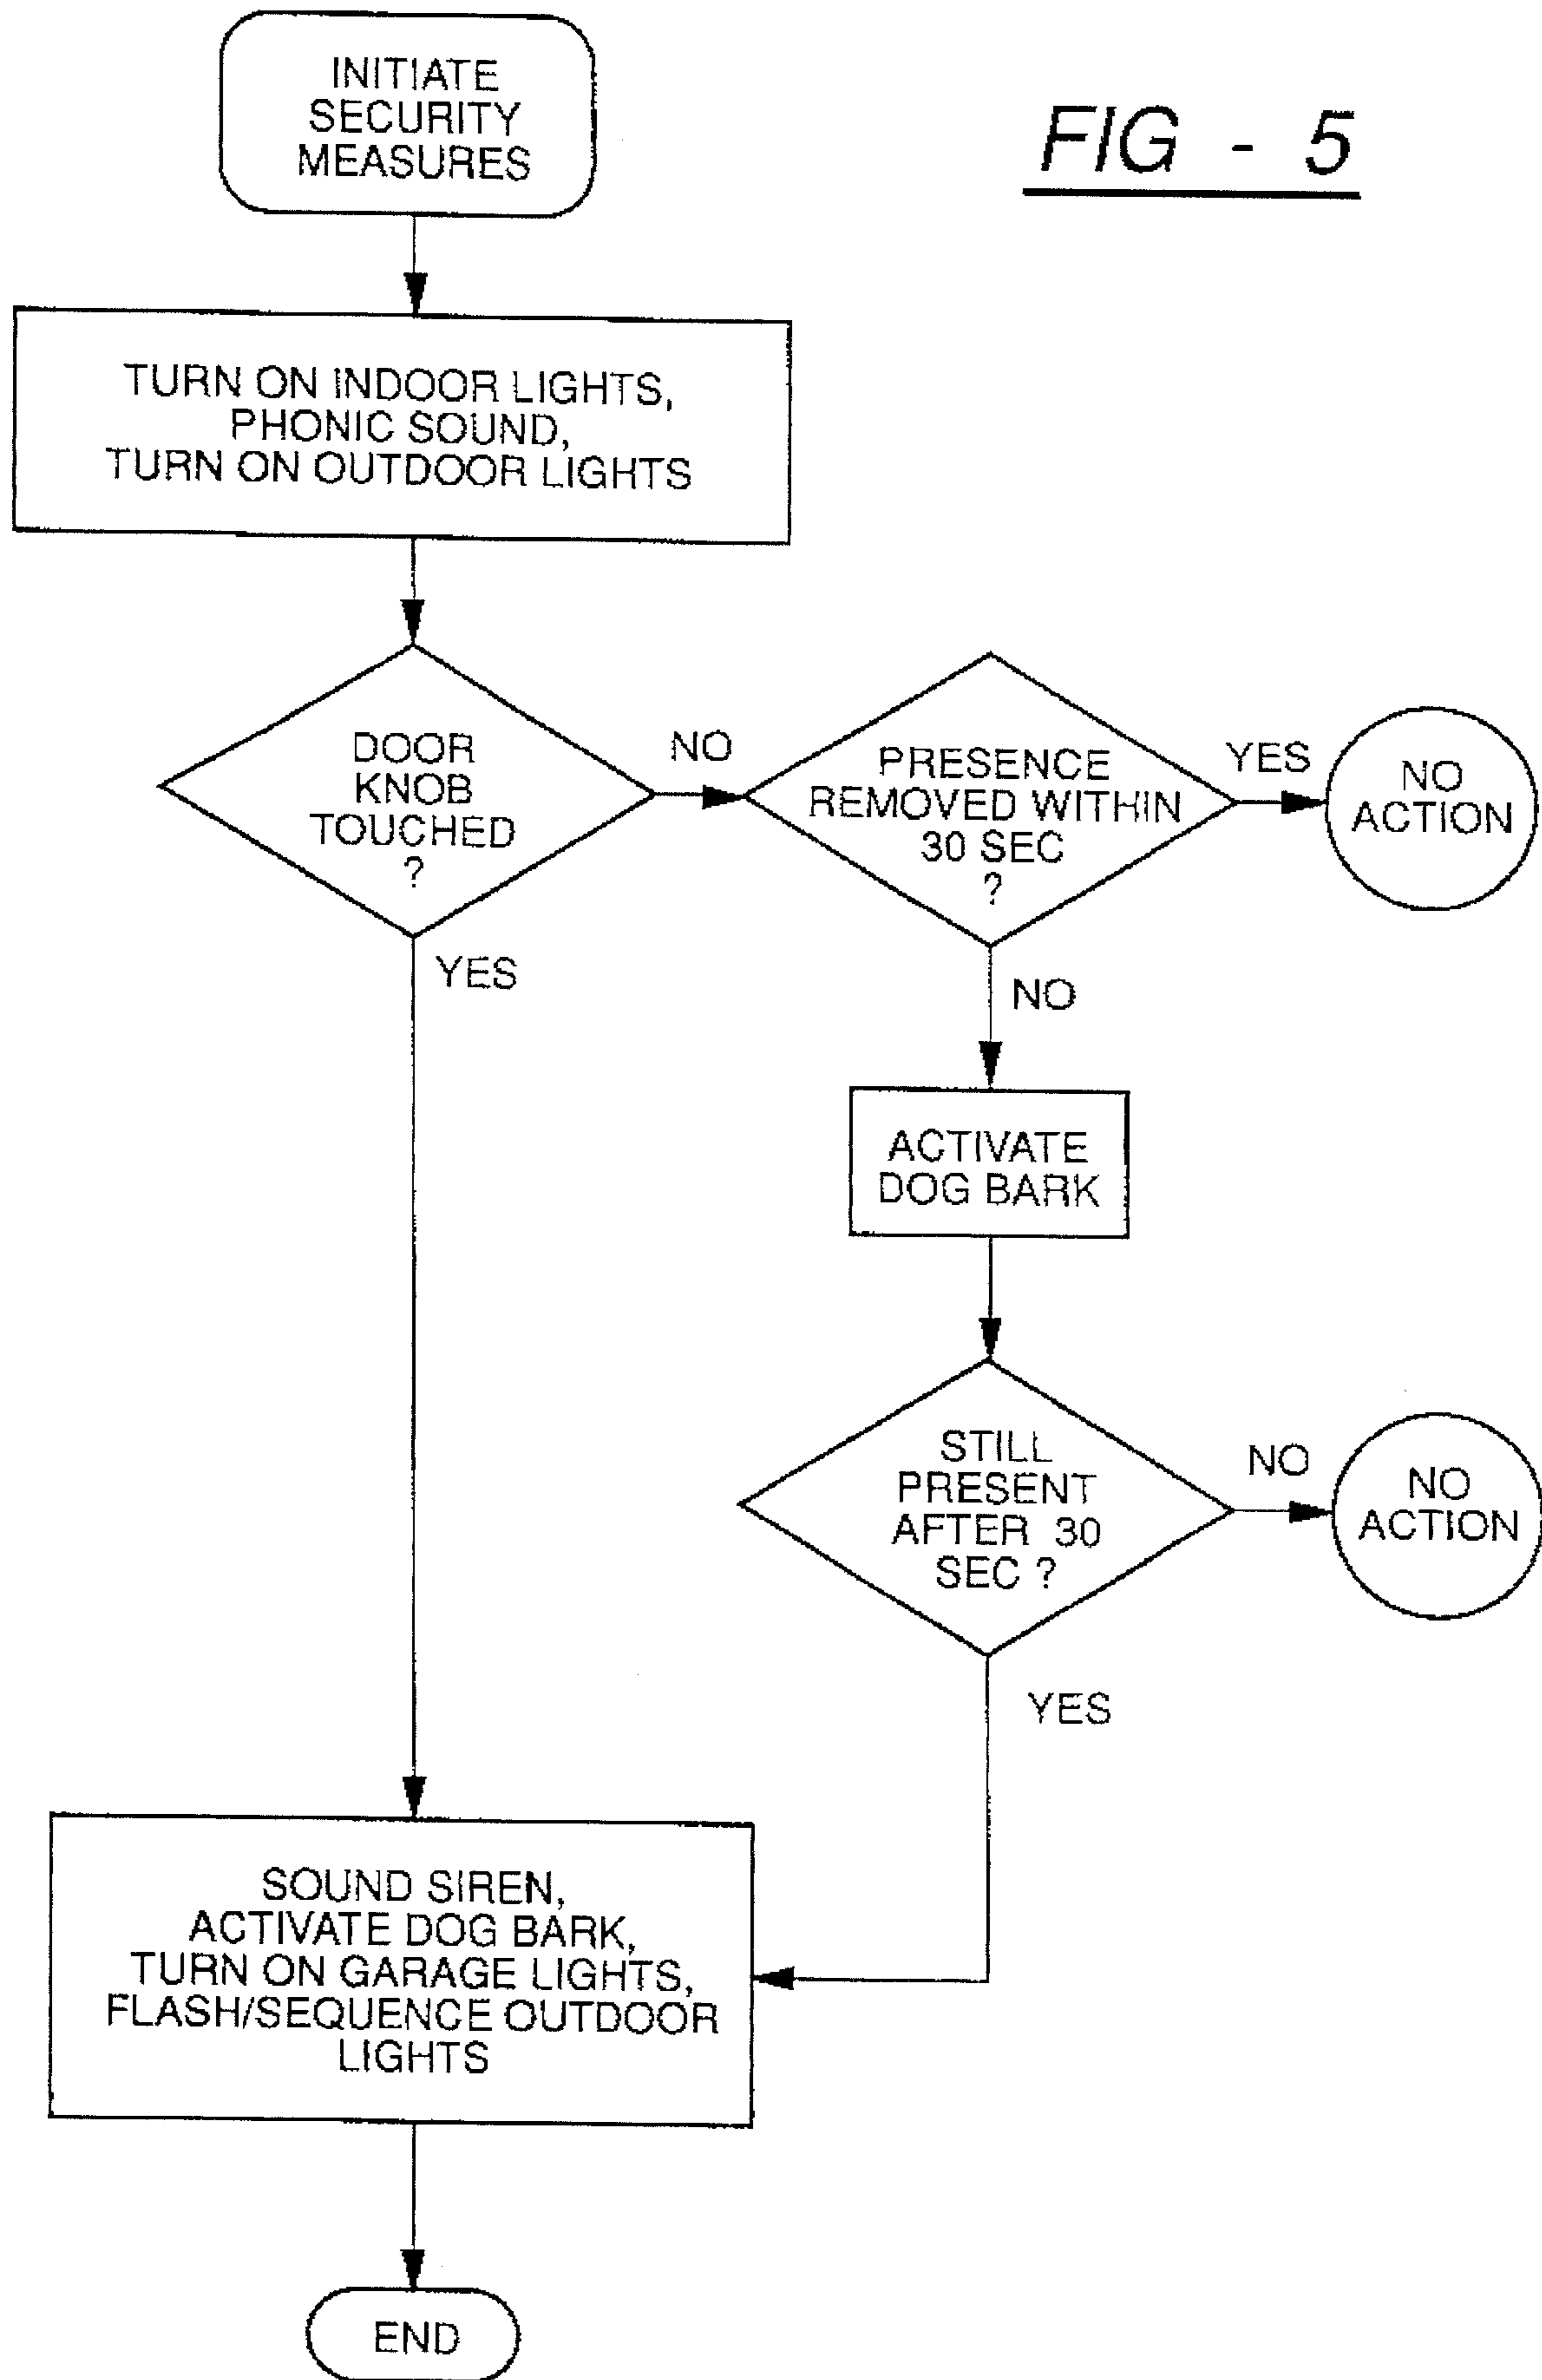 INITIATE
SECURITY
MEASURES
FIG - 5
TURN ON INDOOR LIGHTS,
PHONIC SOUND,
TURN ON OUTDOOR LIGHTS
DOOR
KNOB
TOUCHED
?
NO
PRESENCE
REMOVED WITHIN
30 SEC
?
YES
NO
ACTION
YES
NO
ACTIVATE
DOG BARK
STILL
PRESENT
AFTER 30
SEC ?
NO
NO
ACTION
YES
SOUND SIREN,
ACTIVATE DOG BARK,
TURN ON GARAGE LIGHTS,
FLASH/SEQUENCE OUTDOOR
LIGHTS
END